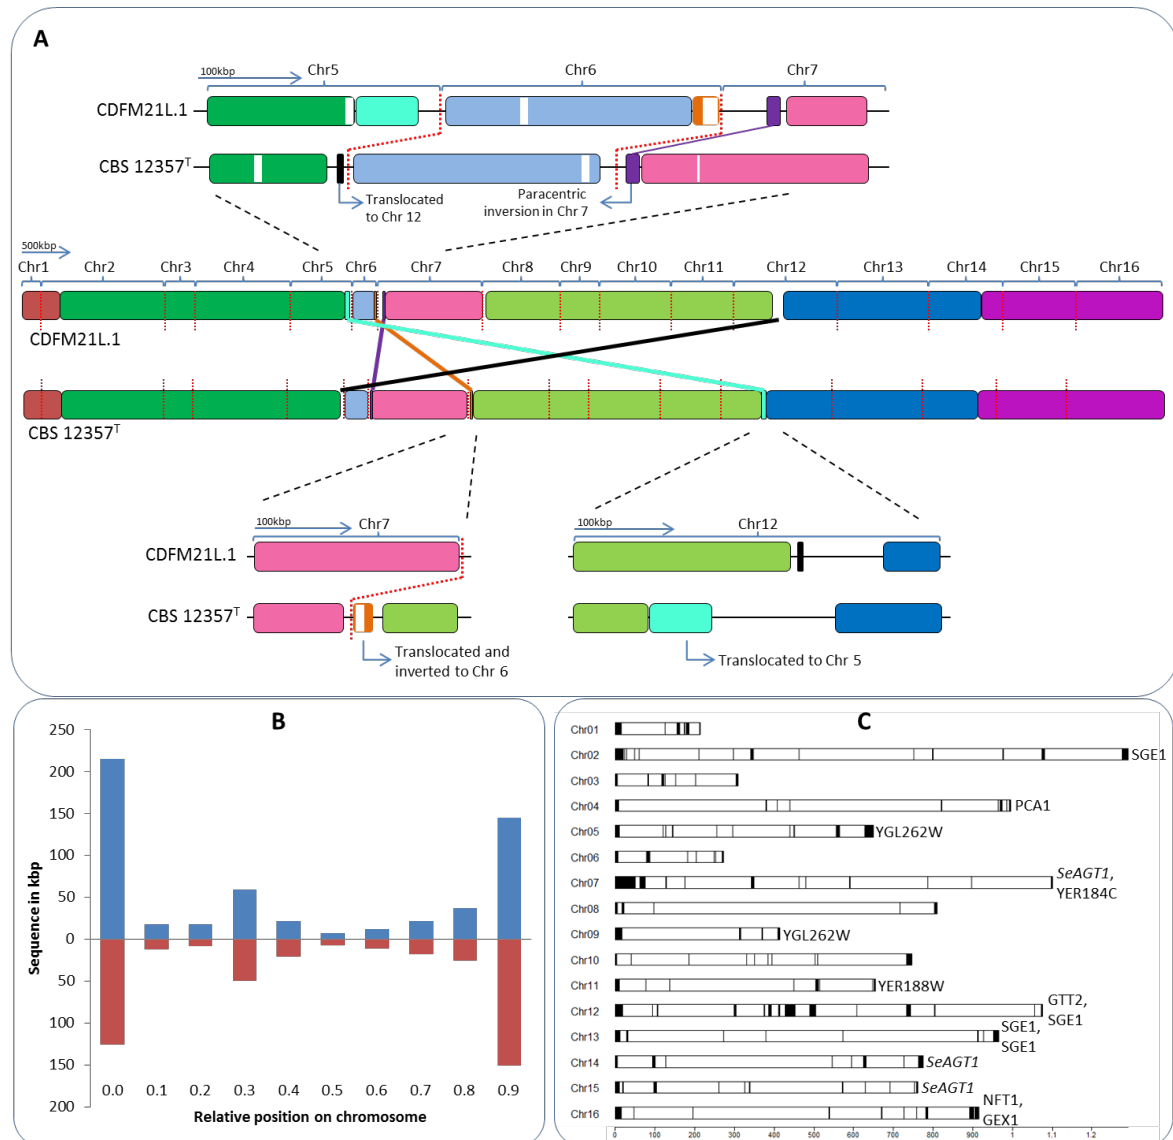 A
100kbp
Chr5 Chr6 Chr7
CDFM21L.1
CBS 12357T
Translocated
to Chr 12
Paracentric
inversion in Chr 7
500kbp
Chr1 Chr2 Chr3 Chr4 Chr5 Chr6 Chr7 Chr8 Chr9 Chr10 Chr11 Chr12 Chr13 Chr14 Chr15 Chr16
CDFM21L.1
CBS 12357T
100kbp
Chr7
CDFM21L.1
CBS 12357T
Translocated and
inverted to Chr 6
100kbp
Chr12
Translocated to Chr 5
B
Sequence in kbp
250
200
150
100
50
0
50
100
150
200
0.0 0.1 0.2 0.3 0.4 0.5 0.6 0.7 0.8 0.9
Relative position on chromosome
C
Chr01
Chr02 SGE1
Chr03
Chr04 PCA1
Chr05 YGL262W
Chr06
Chr07 SeAGT1,
YER184C
Chr08
Chr09 YGL262W
Chr10
Chr11 YER188W
Chr12 GTT2,
SGE1
Chr13 SGE1,
SGE1
Chr14 SeAGT1
Chr15 SeAGT1
Chr16 NFT1,
GEX1
0 100 200 300 400 500 600 700 800 900 1 1.1 1.2